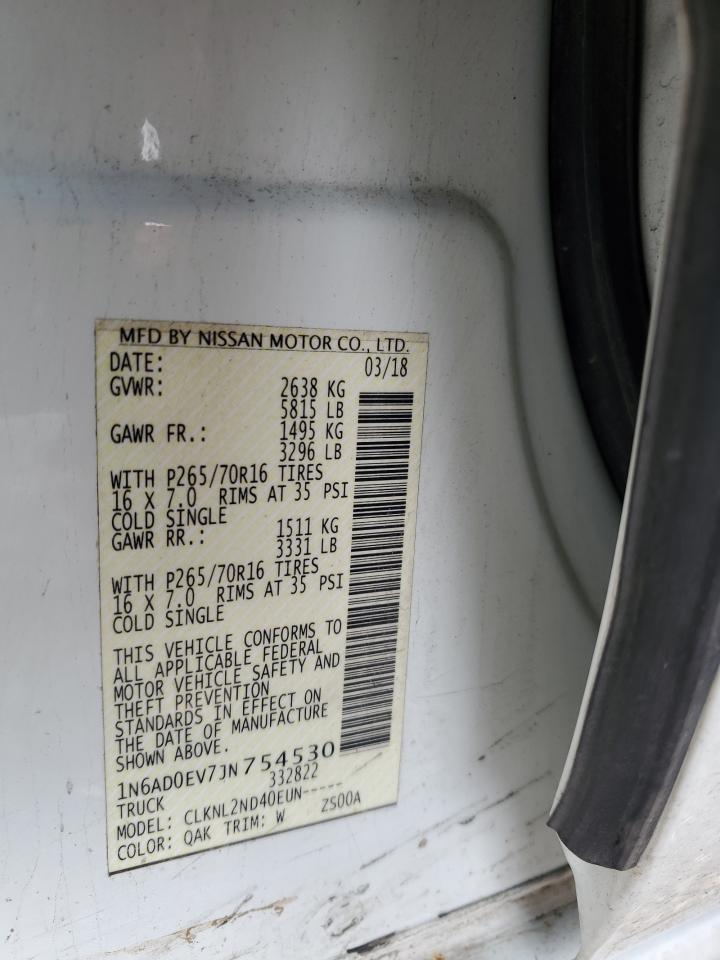 MFD BY NISSAN MOTOR CO., LTD.
DATE: 03/18
GVWR: 2638 KG
5815 LB
GAWR FR.: 1495 KG
3296 LB
WITH P265/70R16 TIRES
16 X 7.0 RIMS AT 35 PSI
COLD SINGLE
GAWR RR.: 1511 KG
3331 LB
WITH P265/70R16 TIRES
16 X 7.0 RIMS AT 35 PSI
COLD SINGLE
THIS VEHICLE CONFORMS TO
ALL APPLICABLE FEDERAL
MOTOR VEHICLE SAFETY AND
THEFT PREVENTION
STANDARDS IN EFFECT ON
THE DATE OF MANUFACTURE
SHOWN ABOVE.
1N6AD0EV7JN754530
TRUCK 332822
MODEL: CLKNL2ND40EUN-----
COLOR: QAK TRIM: W ZS00A